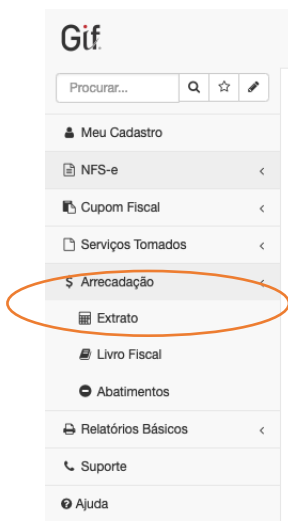 Gif
Procurar...
Meu Cadastro
NFS-e
Cupom Fiscal
Serviços Tomados
$ Arrecadação
Extrato
Livro Fiscal
Abatimentos
Relatórios Básicos
Suporte
Ajuda